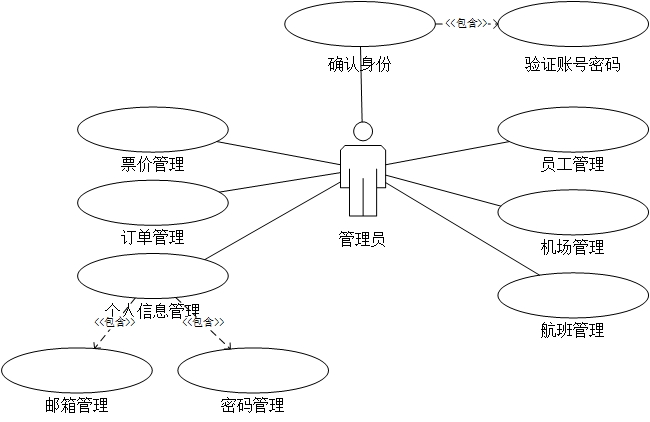 <<包含>>
确认身份
验证账号密码
票价管理
员工管理
订单管理
管理员
机场管理
个人信息管理
<<包含>>
<<包含>>
航班管理
邮箱管理
密码管理